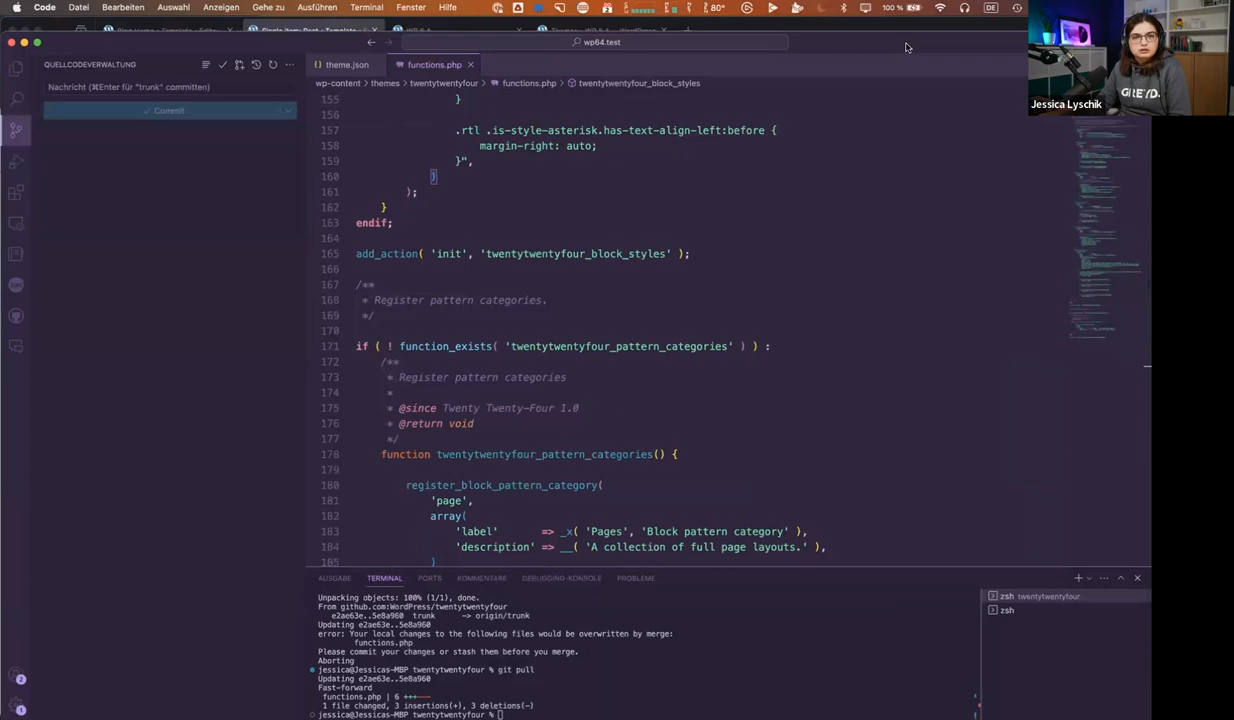 Code Datei Bearbeiten Auswahl Anzeigen Gehe zu Ausführen Terminal Fenster Hilfe 80° 100 % DE
wp64.test
QUELLCODEVERWALTUNG
theme.json functions.php
Nachricht (⌘Enter für "trunk" committen)
Commit
wp-content > themes > twentytwentyfour > functions.php > twentytwentyfour_block_styles
155 }
156
157 .rtl .is-style-asterisk.has-text-align-left:before {
158 margin-right: auto;
159 }",
160 )
161 );
162 }
163 endif;
164
165 add_action( 'init', 'twentytwentyfour_block_styles' );
166
167 /**
168 * Register pattern categories.
169 */
170
171 if ( ! function_exists( 'twentytwentyfour_pattern_categories' ) ) :
172 /**
173 * Register pattern categories
174 *
175 * @since Twenty Twenty-Four 1.0
176 * @return void
177 */
178 function twentytwentyfour_pattern_categories() {
179
180 register_block_pattern_category(
181 'page',
182 array(
183 'label' => _x( 'Pages', 'Block pattern category' ),
184 'description' => __( 'A collection of full page layouts.' ),
185 )
AUSGABE TERMINAL PORTS KOMMENTARE DEBUGGING-KONSOLE PROBLEME
Unpacking objects: 100% (1/1), done.
From github.com:WordPress/twentytwentyfour
e2ae63e..5e8a960 trunk -> origin/trunk
Updating e2ae63e..5e8a960
error: Your local changes to the following files would be overwritten by merge:
functions.php
Please commit your changes or stash them before you merge.
Aborting
jessica@Jessicas-MBP twentytwentyfour % git pull
Updating e2ae63e..5e8a960
Fast-forward
functions.php | 6 +++---
1 file changed, 3 insertions(+), 3 deletions(-)
jessica@Jessicas-MBP twentytwentyfour %
zsh twentytwentyfour
zsh
2
1
GREYD.
Jessica Lyschik